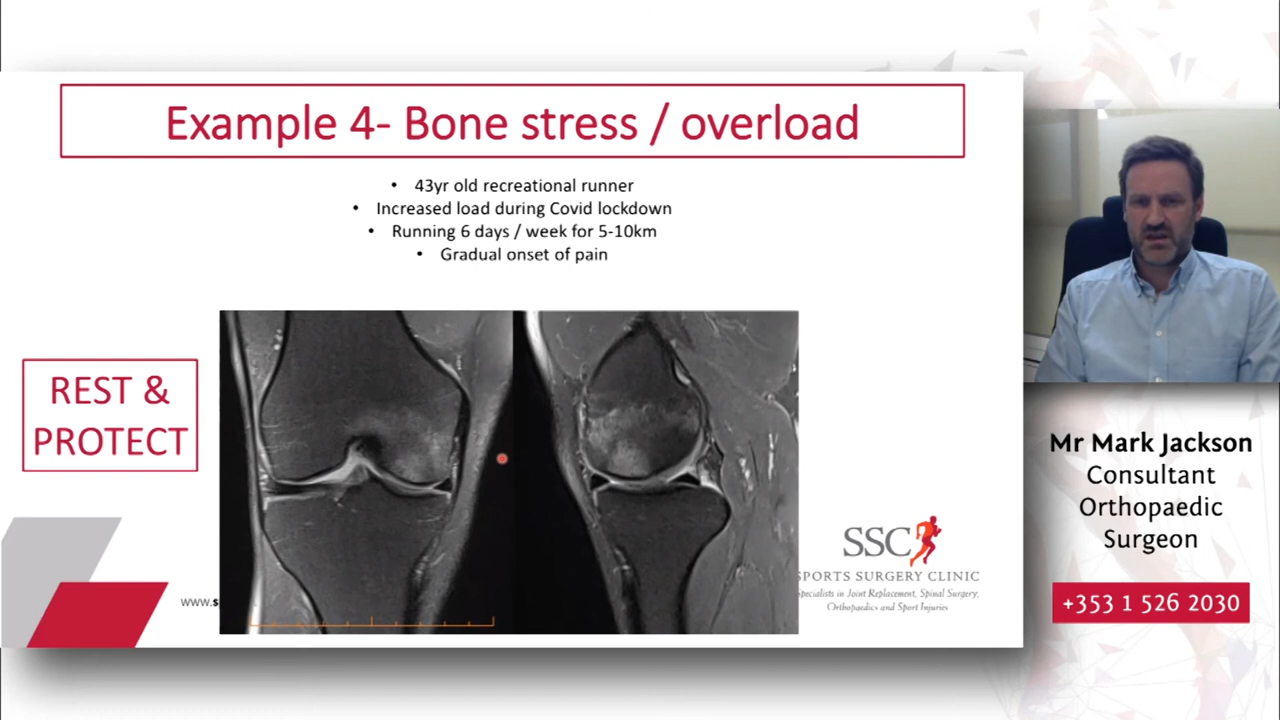 Example 4- Bone stress / overload
• 43yr old recreational runner
• Increased load during Covid lockdown
• Running 6 days / week for 5-10km
• Gradual onset of pain
REST &
PROTECT
www.s
SSC
SPORTS SURGERY CLINIC
Specialists in Joint Replacement, Spinal Surgery,
Orthopaedics and Sport Injuries
Mr Mark Jackson
Consultant
Orthopaedic
Surgeon
+353 1 526 2030